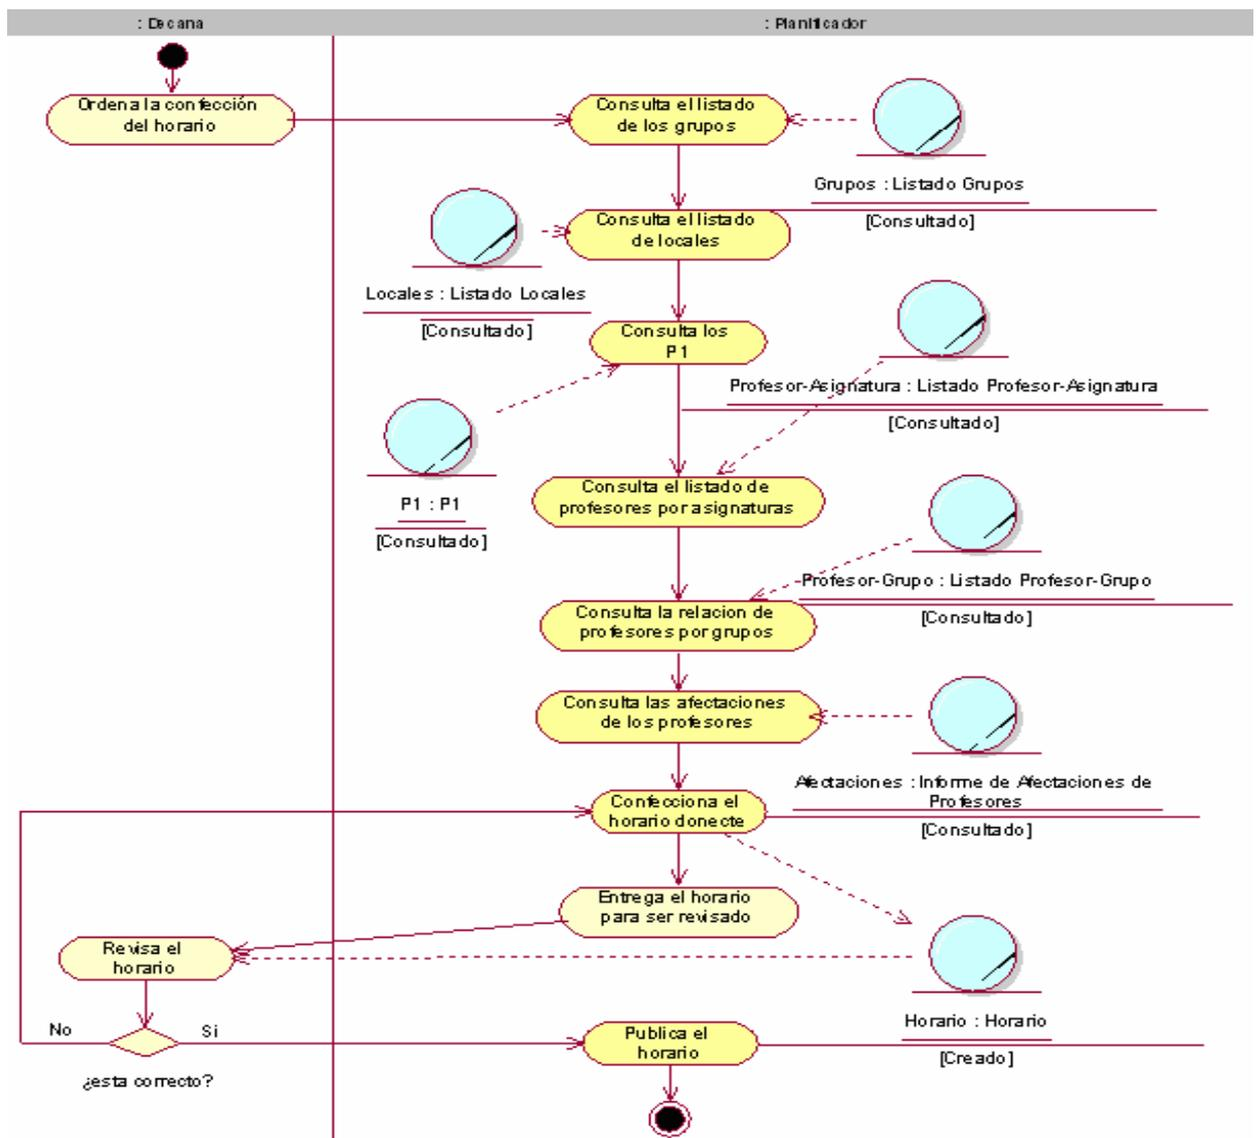 : Decana
: Planificador
Ordena la confección
del horario
Consulta el listado
de los grupos
Grupos : Listado Grupos
[Consultado]
Consulta el listado
de locales
Locales : Listado Locales
[Consultado]
Consulta los
P1
Profesor-Asignatura : Listado Profesor-Asignatura
[Consultado]
P1 : P1
[Consultado]
Consulta el listado de
profesores por asignaturas
Profesor-Grupo : Listado Profesor-Grupo
[Consultado]
Consulta la relacion de
profesores por grupos
Consulta las afectaciones
de los profesores
Afectaciones : Informe de Afectaciones de
Profesores
[Consultado]
Confecciona el
horario donecte
Entrega el horario
para ser revisado
Revisa el
horario
Horario : Horario
[Creado]
No
Si
¿esta correcto?
Publica el
horario